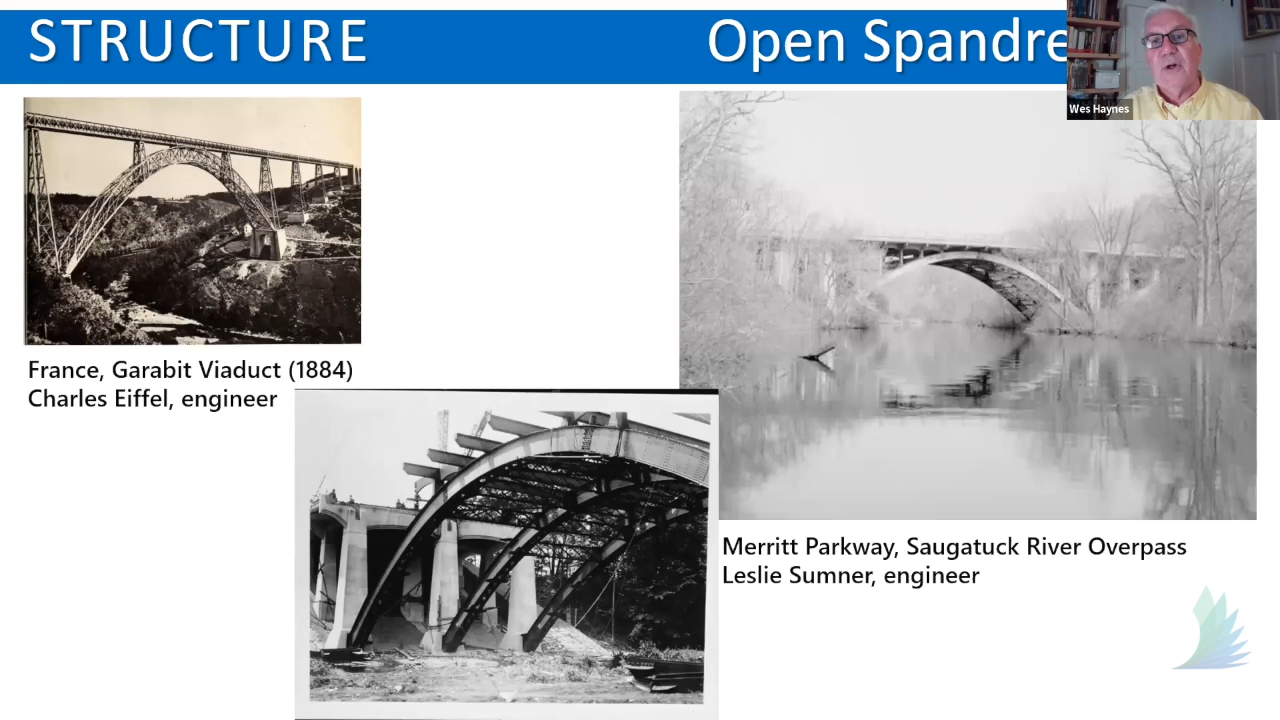 STRUCTURE
Open Spandre
Wes Haynes
France, Garabit Viaduct (1884)
Charles Eiffel, engineer
Merritt Parkway, Saugatuck River Overpass
Leslie Sumner, engineer